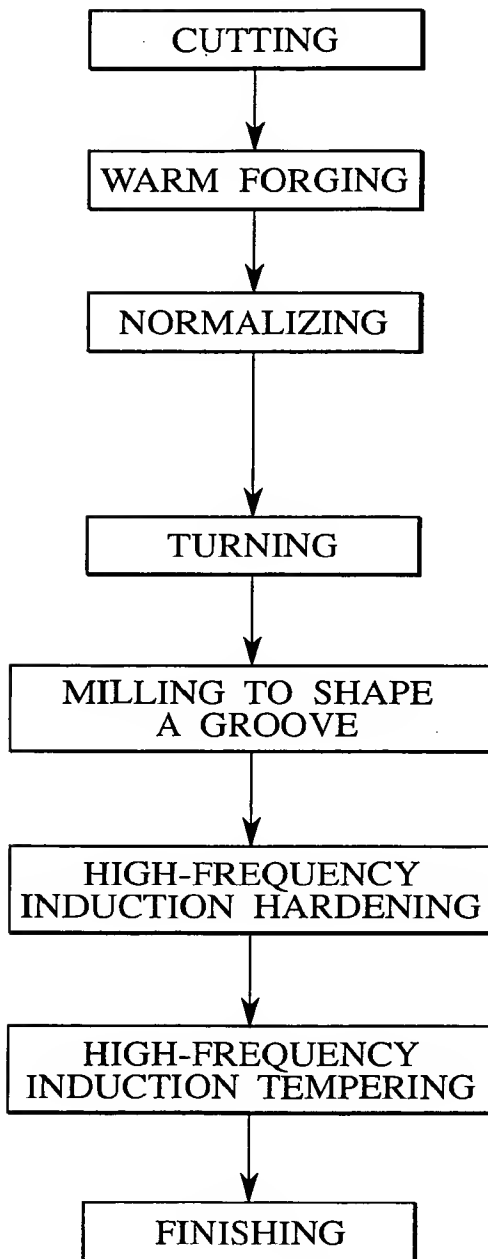 CUTTING
WARM FORGING
NORMALIZING
TURNING
MILLING TO SHAPE
A GROOVE
HIGH-FREQUENCY
INDUCTION HARDENING
HIGH-FREQUENCY
INDUCTION TEMPERING
FINISHING